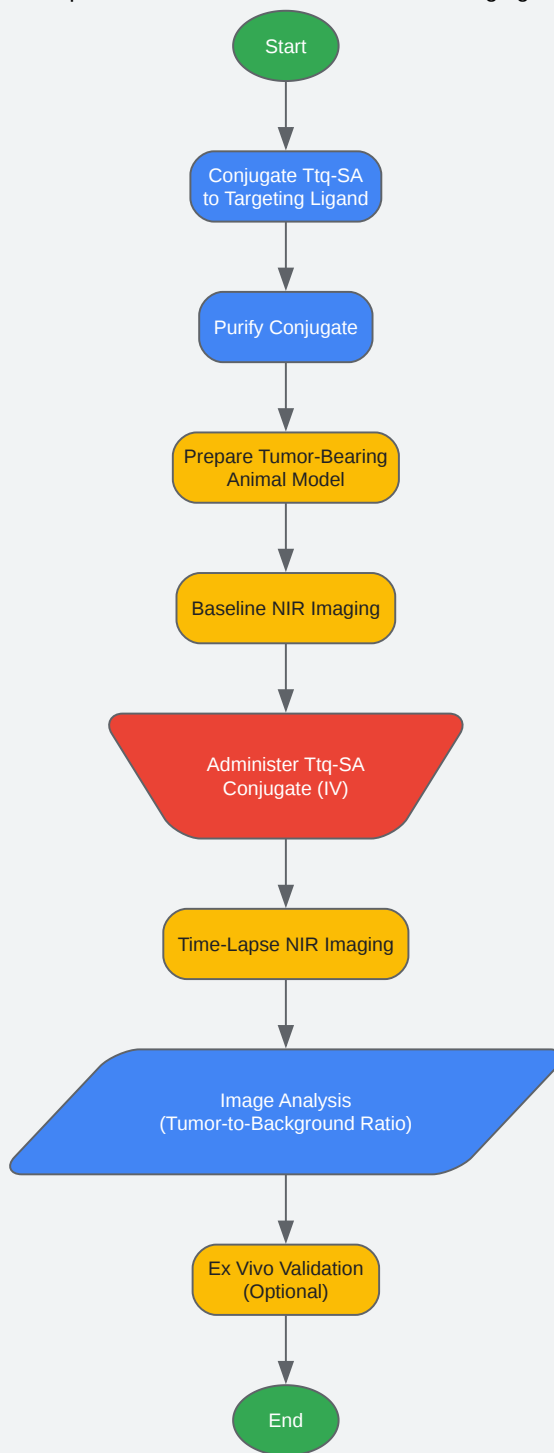 Start
Conjugate Ttq-SA
to Targeting Ligand
Purify Conjugate
Prepare Tumor-Bearing
Animal Model
Baseline NIR Imaging
Administer Ttq-SA
Conjugate (IV)
Time-Lapse NIR Imaging
Image Analysis
(Tumor-to-Background Ratio)
Ex Vivo Validation
(Optional)
End